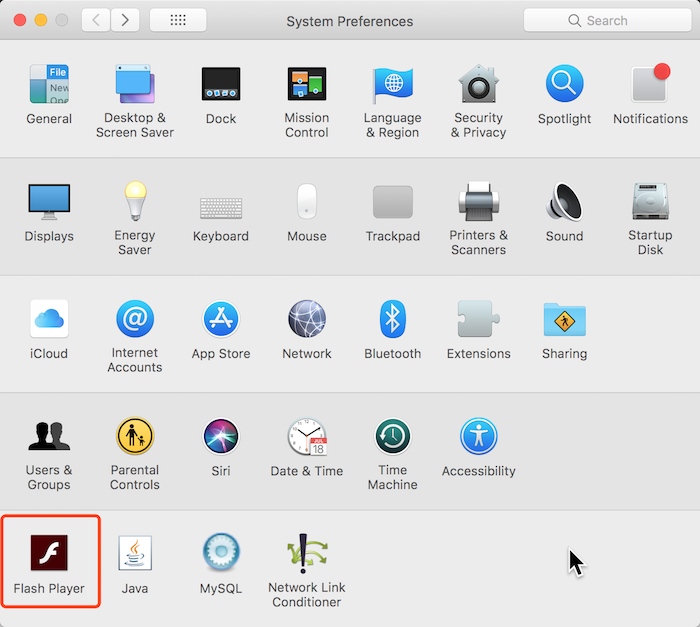 System Preferences
Search
File
New
General
Desktop &
Screen Saver
Dock
Mission
Control
Language
& Region
Security
& Privacy
Spotlight
Notifications
Displays
Energy
Saver
Keyboard
Mouse
Trackpad
Printers &
Scanners
Sound
Startup
Disk
iCloud
Internet
Accounts
App Store
Network
Bluetooth
Extensions
Sharing
Users &
Groups
Parental
Controls
Siri
JUL
18
Date & Time
Time
Machine
Accessibility
Flash Player
Java
MySQL
Network Link
Conditioner